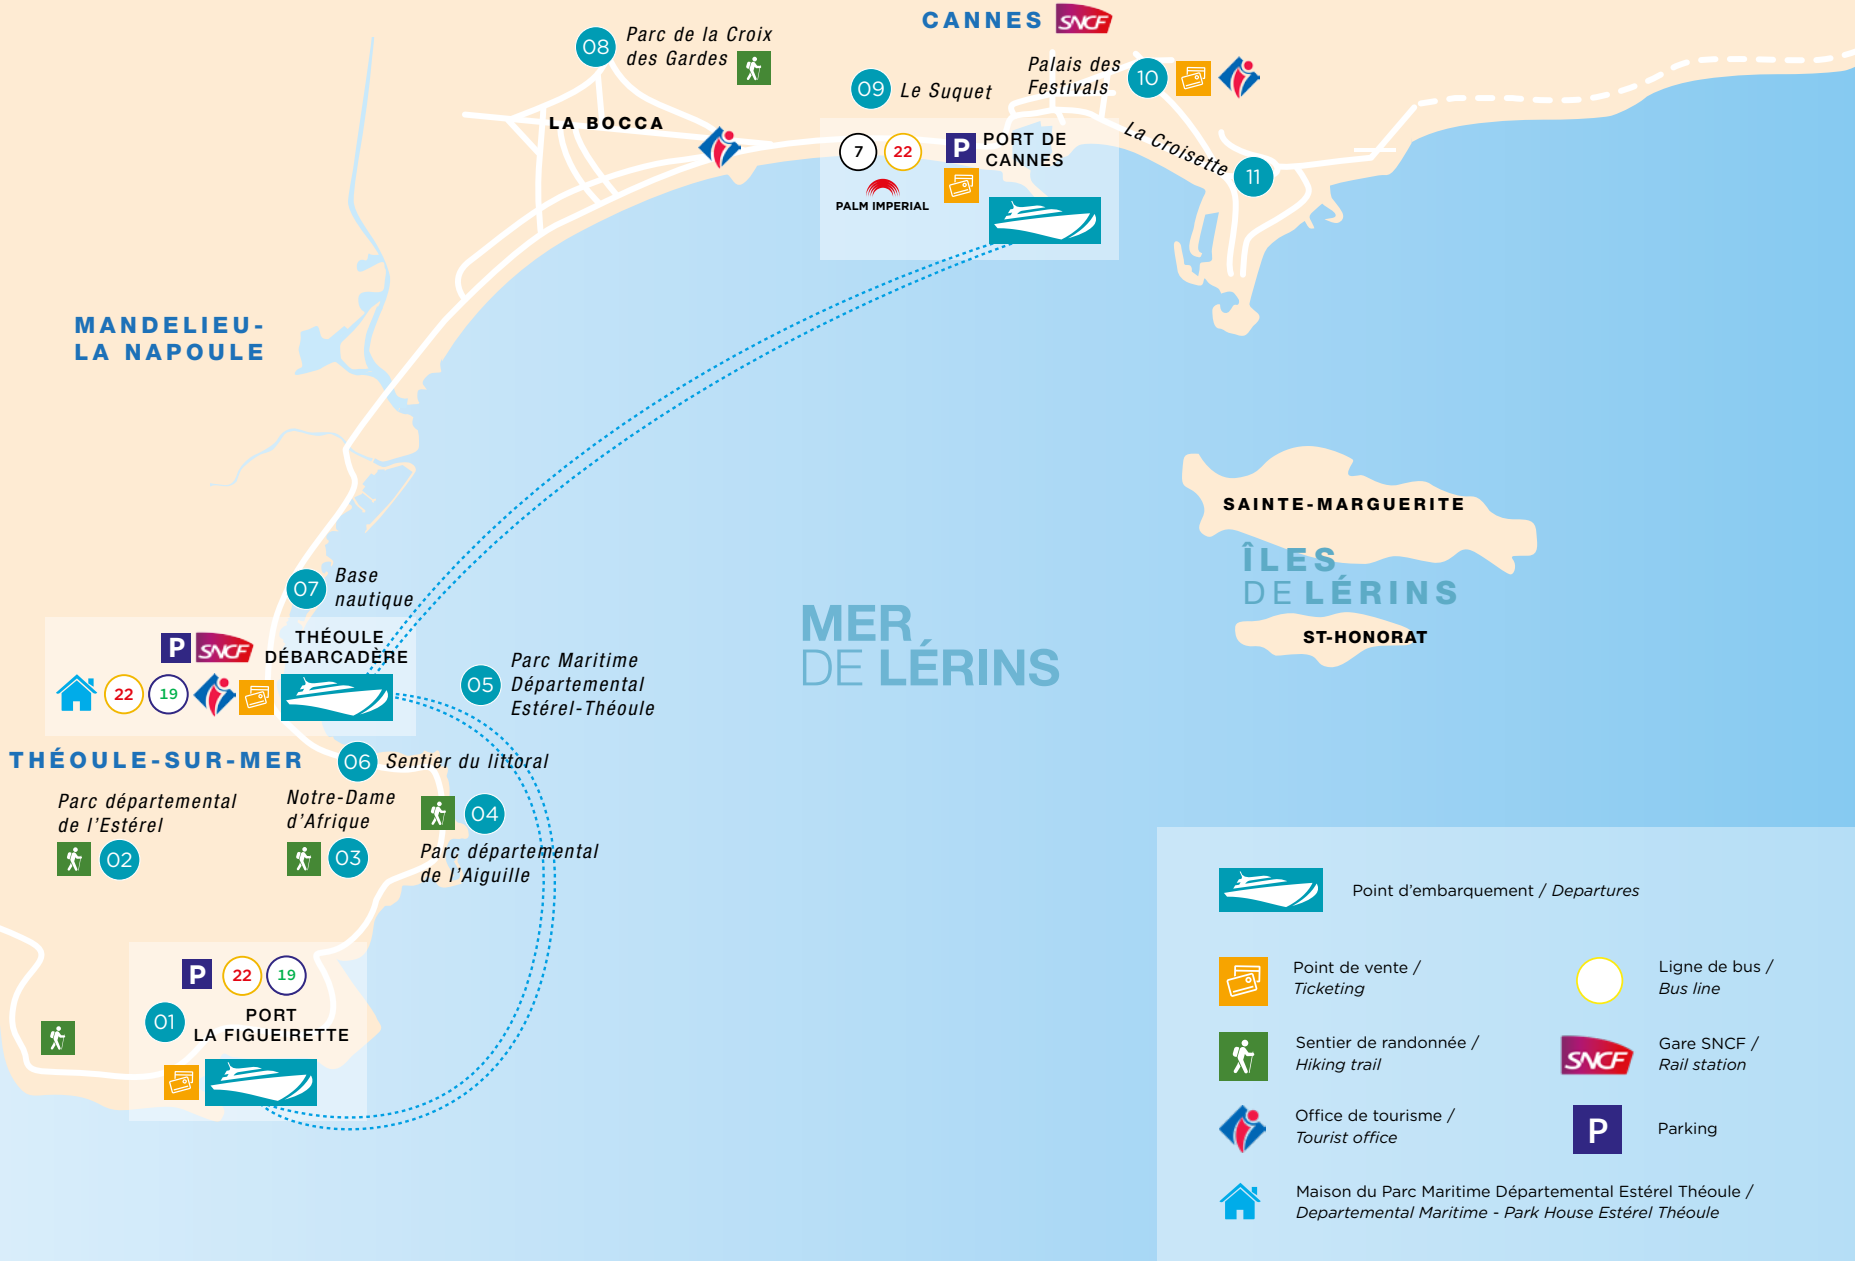 CANNES SNCF
08
Parc de la Croix
des Gardes
09
Le Suquet
Palais des
Festivals
10
LA BOCCA
La Croisette
11
7
22
P
PORT DE
CANNES
PALM IMPERIAL
MANDELIEU-
LA NAPOULE
SAINTE-MARGUERITE
ÎLES
DE LÉRINS
ST-HONORAT
MER
DE LÉRINS
07
Base
nautique
P SNCF
THÉOULE
DÉBARCADÈRE
22
19
05
Parc Maritime
Départemental
Estérel-Théoule
THÉOULE-SUR-MER
06
Sentier du littoral
Parc départemental
de l'Estérel
02
Notre-Dame
d'Afrique
03
04
Parc départemental
de l'Aiguille
P
22
19
01
PORT
LA FIGUEIRETTE
Point d'embarquement / Departures
Point de vente /
Ticketing
Ligne de bus /
Bus line
Sentier de randonnée /
Hiking trail
SNCF
Gare SNCF /
Rail station
Office de tourisme /
Tourist office
P
Parking
Maison du Parc Maritime Départemental Estérel Théoule /
Departemental Maritime - Park House Estérel Théoule